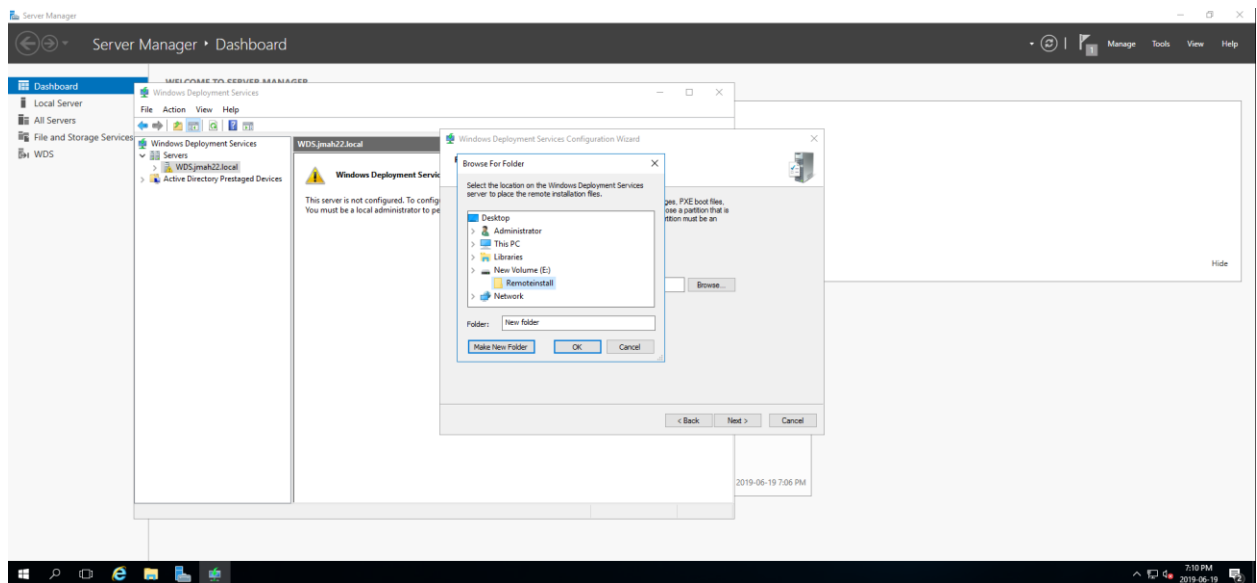 Server Manager
Server Manager • Dashboard
1 Manage Tools View Help
Dashboard
Local Server
All Servers
File and Storage Services
WDS
WELCOME TO SERVER MANAGER
Windows Deployment Services
File Action View Help
Windows Deployment Services
Servers
WDS.jmah22.local
Active Directory Prestaged Devices
WDS.jmah22.local
Windows Deployment Servic
This server is not configured. To config
You must be a local administrator to pe
Windows Deployment Services Configuration Wizard
ges, PXE boot files,
ose a partition that is
tition must be an
Browse...
< Back Next > Cancel
Browse For Folder
Select the location on the Windows Deployment Services
server to place the remote installation files.
Desktop
Administrator
This PC
Libraries
New Volume (E:)
Remoteinstall
Network
Folder: New folder
Make New Folder OK Cancel
Hide
2019-06-19 7:06 PM
7:10 PM
2019-06-19